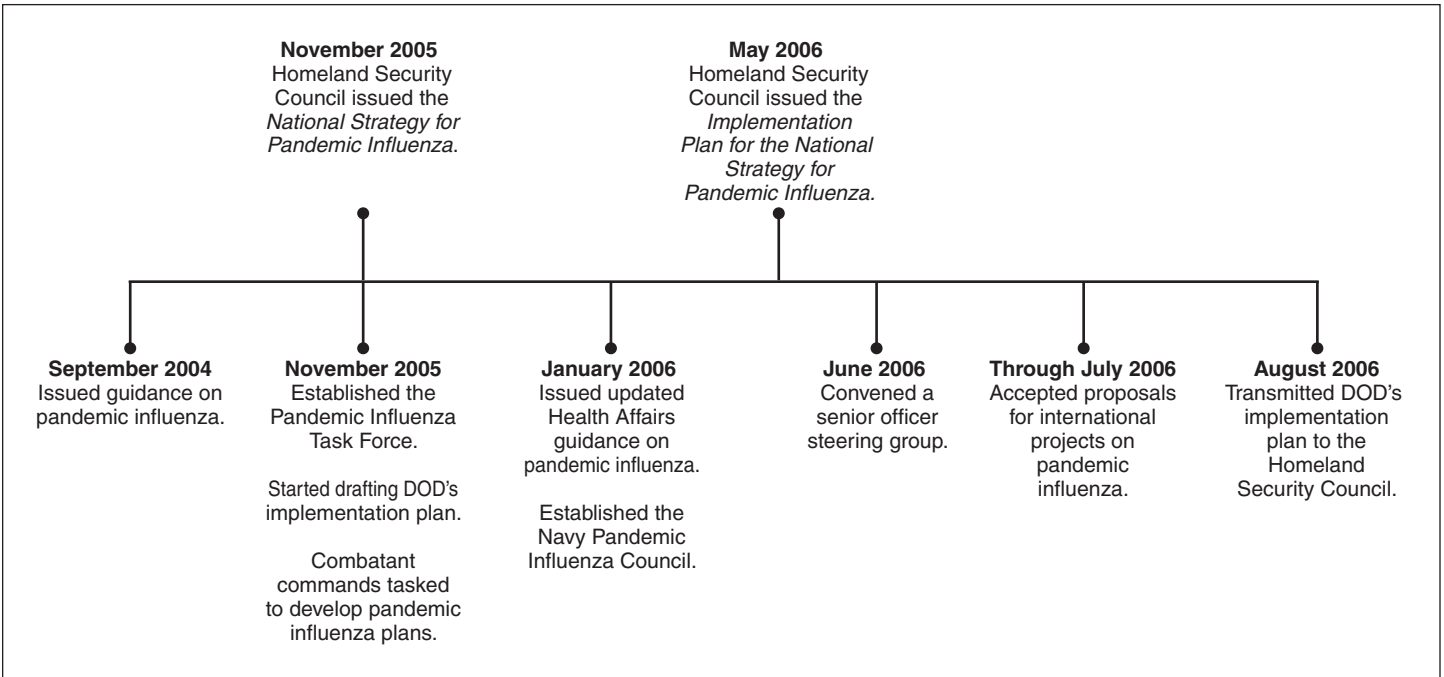 November 2005
Homeland Security
Council issued the
National Strategy for
Pandemic Influenza.
May 2006
Homeland Security
Council issued the
Implementation
Plan for the National
Strategy for
Pandemic Influenza.
September 2004
Issued guidance on
pandemic influenza.
November 2005
Established the
Pandemic Influenza
Task Force.
Started drafting DOD's
implementation plan.
Combatant
commands tasked
to develop pandemic
influenza plans.
January 2006
Issued updated
Health Affairs
guidance on
pandemic influenza.
Established the
Navy Pandemic
Influenza Council.
June 2006
Convened a
senior officer
steering group.
Through July 2006
Accepted proposals
for international
projects on
pandemic
influenza.
August 2006
Transmitted DOD's
implementation
plan to the
Homeland
Security Council.